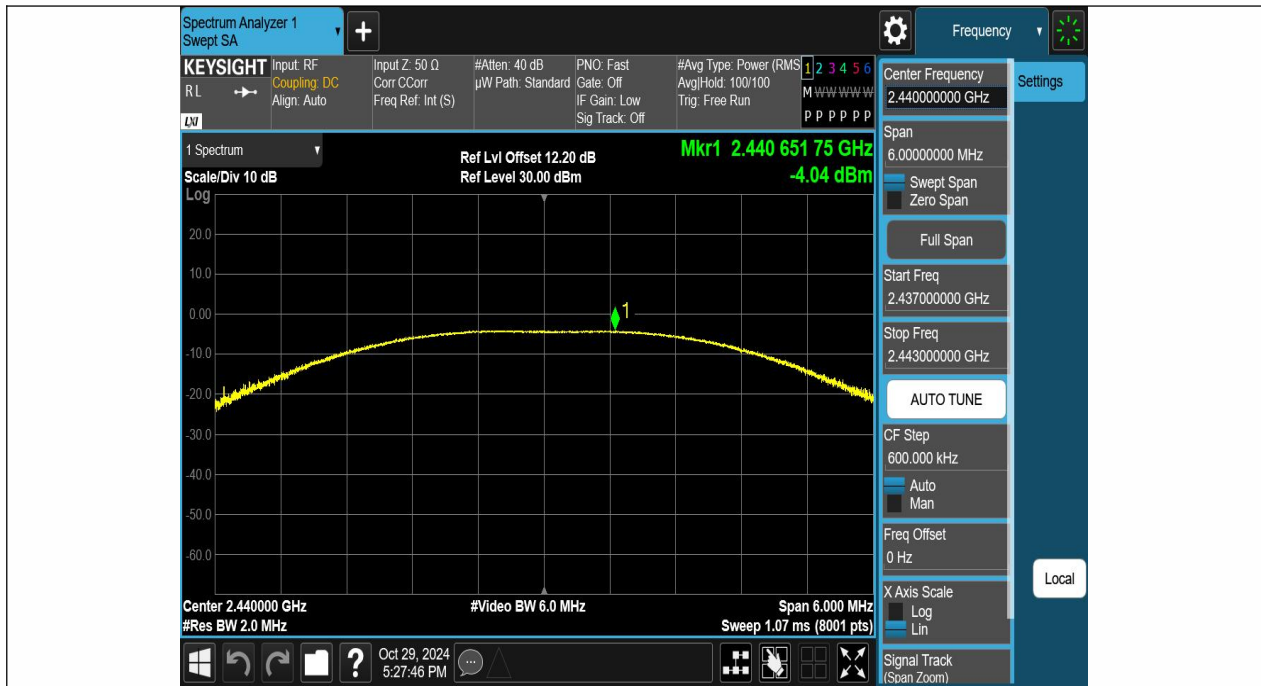 Spectrum Analyzer 1
Swept SA
+
Frequency
KEYSIGHT
R L
LXI
Input: RF
Coupling: DC
Align: Auto
Input Z: 50 Ω
Corr CCorr
Freq Ref: Int (S)
#Atten: 40 dB
µW Path: Standard
PNO: Fast
Gate: Off
IF Gain: Low
Sig Track: Off
#Avg Type: Power (RMS
Avg|Hold: 100/100
Trig: Free Run
1 2 3 4 5 6
M W W W W W
P P P P P P
1 Spectrum
Scale/Div 10 dB
Log
Ref Lvl Offset 12.20 dB
Ref Level 30.00 dBm
Mkr1 2.440 651 75 GHz
-4.04 dBm
20.0
10.0
0.00
-10.0
-20.0
-30.0
-40.0
-50.0
-60.0
1
Center 2.440000 GHz
#Res BW 2.0 MHz
#Video BW 6.0 MHz
Span 6.000 MHz
Sweep 1.07 ms (8001 pts)
?
Oct 29, 2024
5:27:46 PM
Center Frequency
2.440000000 GHz
Settings
Span
6.00000000 MHz
Swept Span
Zero Span
Full Span
Start Freq
2.437000000 GHz
Stop Freq
2.443000000 GHz
AUTO TUNE
CF Step
600.000 kHz
Auto
Man
Freq Offset
0 Hz
X Axis Scale
Log
Lin
Signal Track
(Span Zoom)
Local